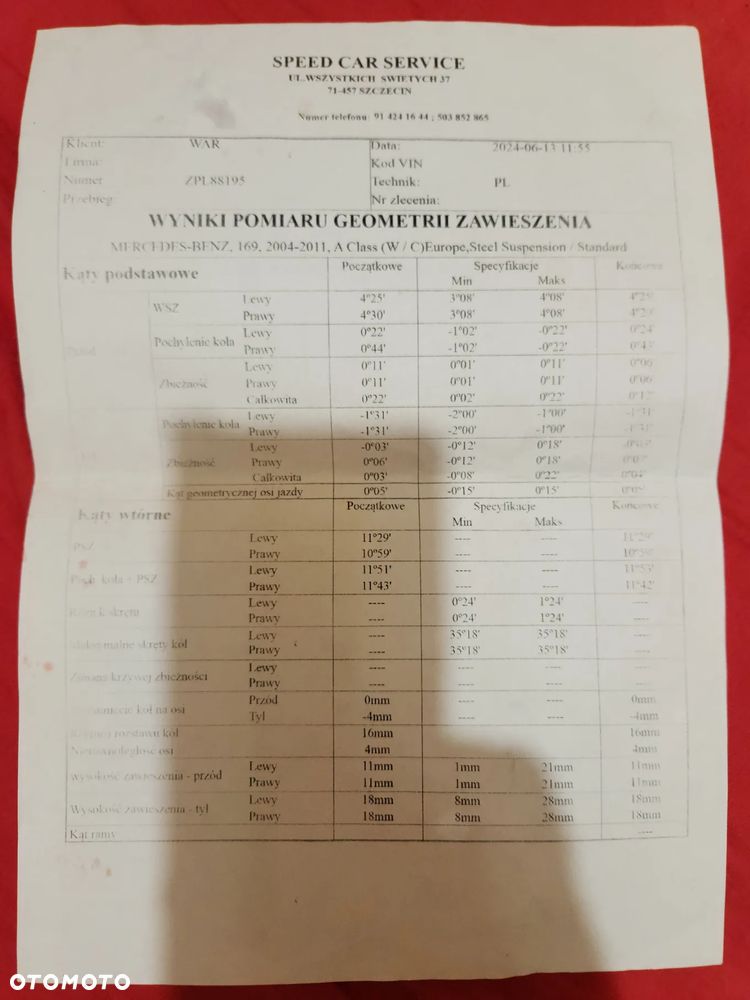 SPEED CAR SERVICE
UL.WSZYSTKICH SWIETYCH 37
71-457 SZCZECIN
Numer telefonu: 91 424 16 44 ; 503 852 865
Klient: WAR Data: 2024-06-13 11:55
Firma: Kod VIN
Numer ZPL88195 Technik: PL
Przebieg: Nr zlecenia:
WYNIKI POMIARU GEOMETRII ZAWIESZENIA
MERCEDES-BENZ, 169, 2004-2011, A Class (W / C)Europe,Steel Suspension / Standard
Kąty podstawowe Początkowe Specyfikacje Końcowe
Min Maks
WSZ Lewy 4°25' 3°08' 4°08' 4°25'
Prawy 4°30' 3°08' 4°08'
Przód Pochylenie koła Lewy 0°22' -1°02' -0°22' 0°24'
Prawy 0°44' -1°02' -0°22' 0°43'
Zbieżność Lewy 0°11' 0°01' 0°11' 0°06'
Prawy 0°11' 0°01' 0°11' 0°06'
Całkowita 0°22' 0°02' 0°22' 0°12'
Pochylenie koła Lewy -1°31' -2°00' -1°00' -1°31'
Prawy -1°31' -2°00' -1°00' -1°31'
Zbieżność Lewy -0°03' -0°12' 0°18'
Prawy 0°06' -0°12' 0°18'
Całkowita 0°03' -0°08' 0°22' 0°04'
Kąt geometrycznej osi jazdy 0°05' -0°15' 0°15' 0°05'
Kąty wtórne Początkowe Specyfikacje Końcowe
Min Maks
PSZ Lewy 11°29' ---- ---- 11°29'
Prawy 10°59' ---- ---- 10°59'
Poch. koła + PSZ Lewy 11°51' ---- ---- 11°53'
Prawy 11°43' ---- ---- 11°42'
skrętu Lewy ---- 0°24' 1°24' ----
Prawy ---- 0°24' 1°24' ----
Maksymalne skręty kół Lewy ---- 35°18' 35°18' ----
Prawy ---- 35°18' 35°18' ----
Zmiana krzywej zbieżności Lewy ---- ---- ---- ----
Prawy ---- ---- ---- ----
kół na osi Przód 0mm 0mm
Tył -4mm -4mm
rozstawu kół 16mm 16mm
Nierównoległość osi 4mm 4mm
Wysokość zawieszenia - przód Lewy 11mm 1mm 21mm 11mm
Prawy 11mm 1mm 21mm 11mm
Wysokość zawieszenia - tył Lewy 18mm 8mm 28mm 18mm
Prawy 18mm 8mm 28mm 18mm
Kąt ramy ----
OTOMOTO